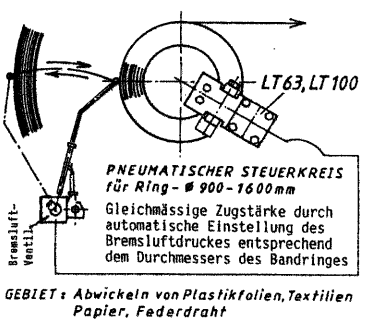 LT63, LT100
PNEUMATISCHER STEUERKREIS
für Ring - ø 900-1600mm
Gleichmässige Zugstärke durch
automatische Einstellung des
Bremsluftdruckes entsprechend
dem Durchmessers des Bandringes
Bremsluft-
Ventil
GEBIET: Abwickeln von Plastikfolien, Textilien
Papier, Federdraht